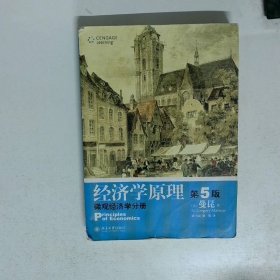 CENGAGE
Learning
经济学原理
第5版
微观经济学分册
曼昆 著
Principles
of Economics
N. Gregory Mankiw
北京大学出版社